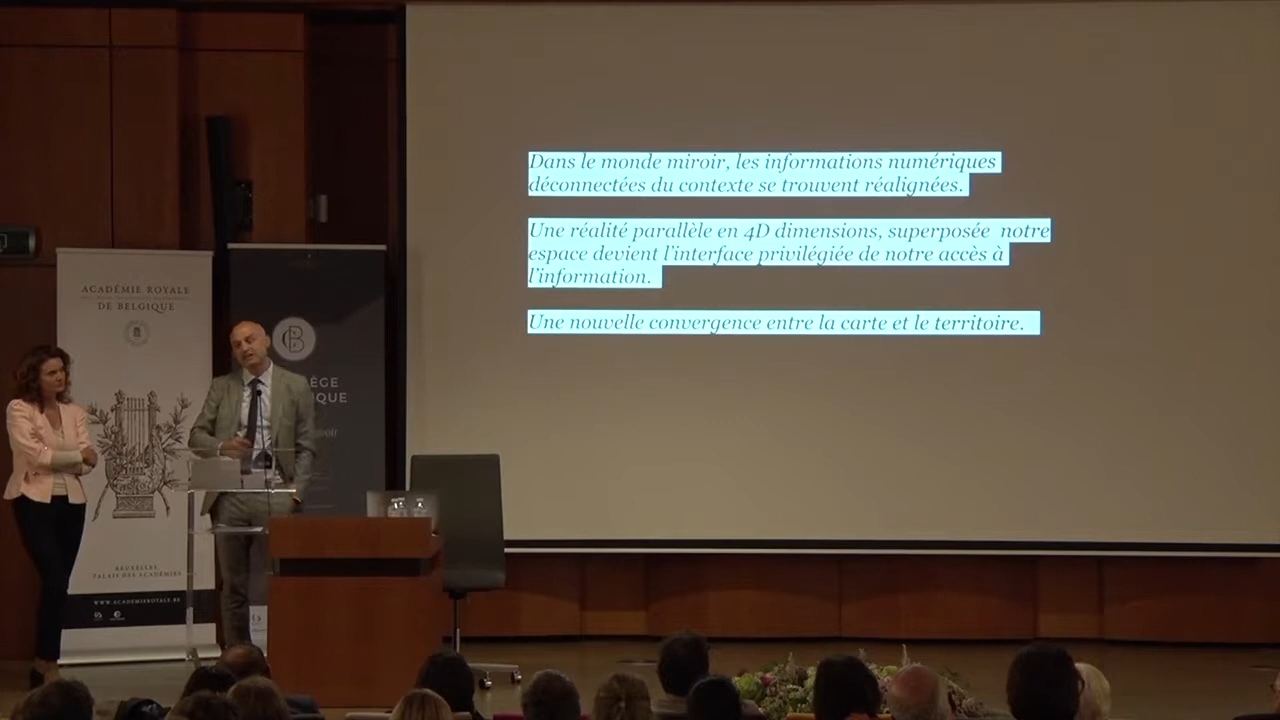 Dans le monde miroir, les informations numériques
déconnectées du contexte se trouvent réalignées.
Une réalité parallèle en 4D dimensions, superposée notre
espace devient l'interface privilégiée de notre accès à
l'information.
Une nouvelle convergence entre la carte et le territoire.
ACADÉMIE ROYALE
DE BELGIQUE
BRUXELLES,
PALAIS DES ACADÉMIES
WWW.ACADEMIEROYALE.BE